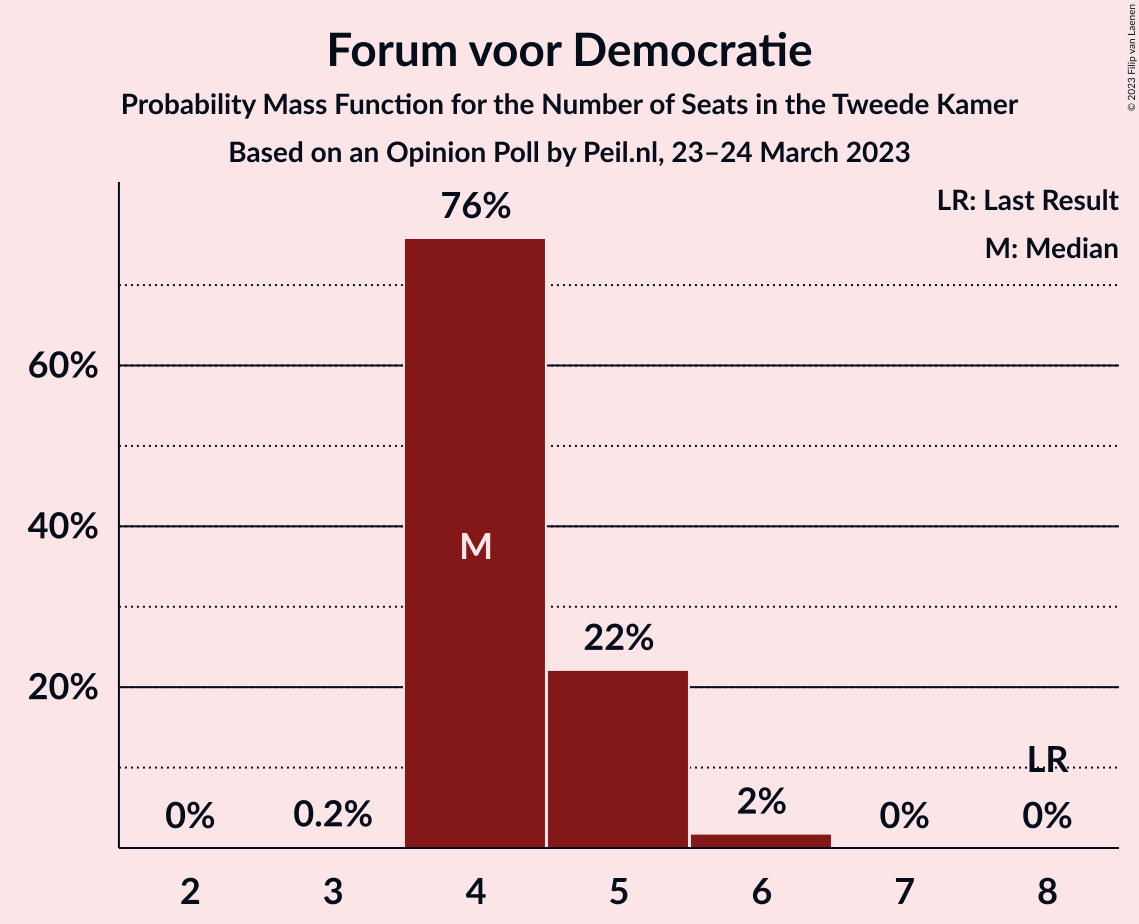 Forum voor Democratie
Probability Mass Function for the Number of Seats in the Tweede Kamer
Based on an Opinion Poll by Peil.nl, 23–24 March 2023
© 2023 Filip van Laenen
LR: Last Result
M: Median
76%
60%
40%
M
22%
20%
LR
0%
0.2%
2%
0%
0%
2
3
4
5
6
7
8